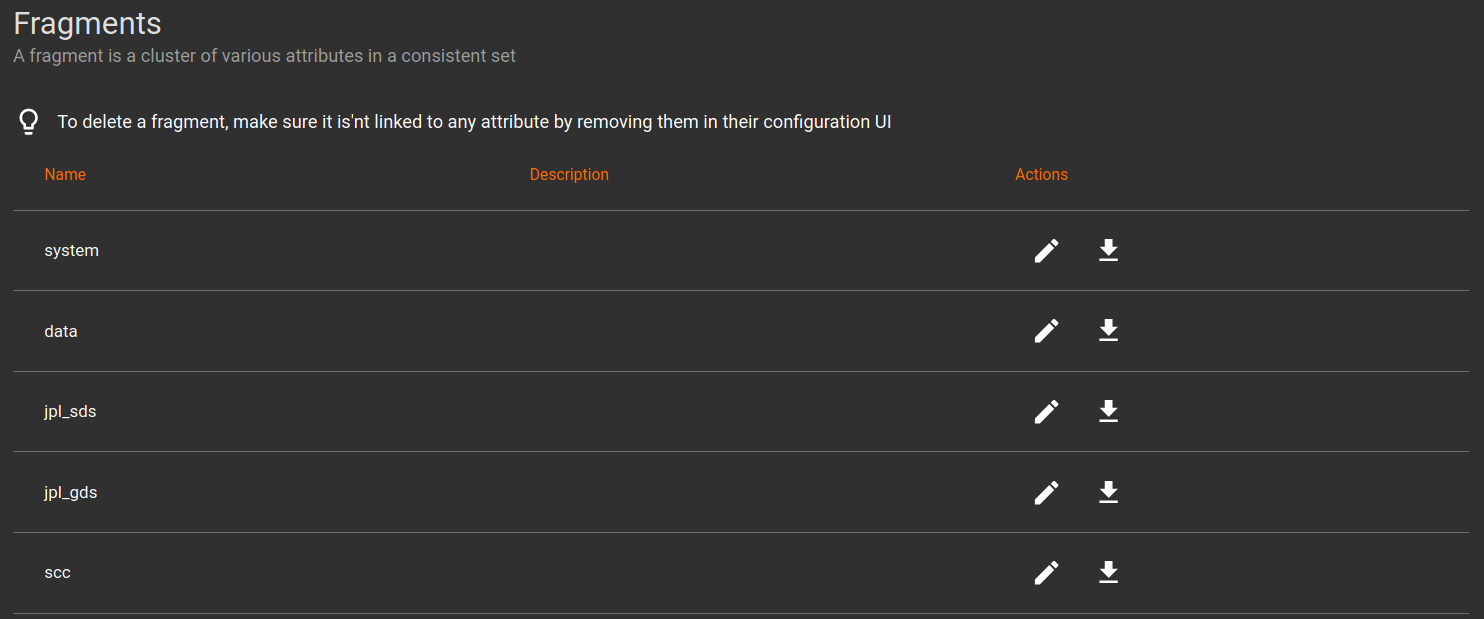 Fragments
A fragment is a cluster of various attributes in a consistent set
To delete a fragment, make sure it is'nt linked to any attribute by removing them in their configuration UI
Name Description Actions
system
data
jpl_sds
jpl_gds
scc